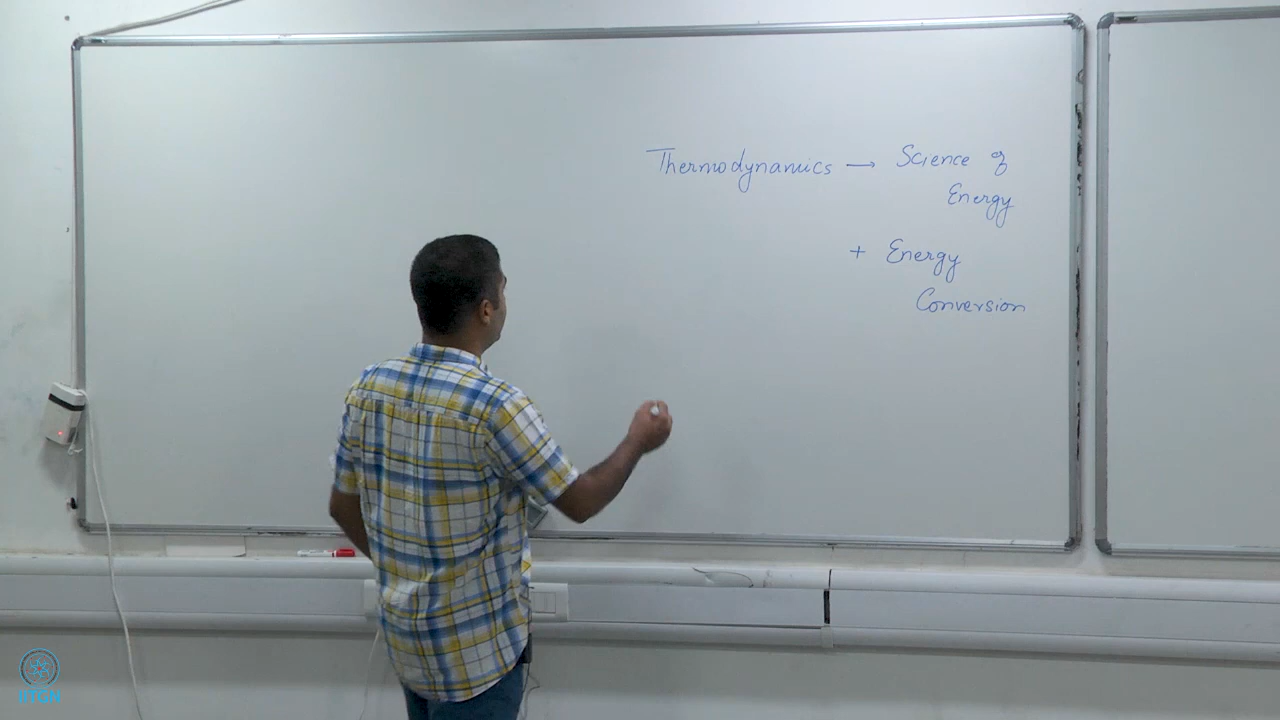 Thermodynamics → Science of
Energy
+ Energy
Conversion
IITGN